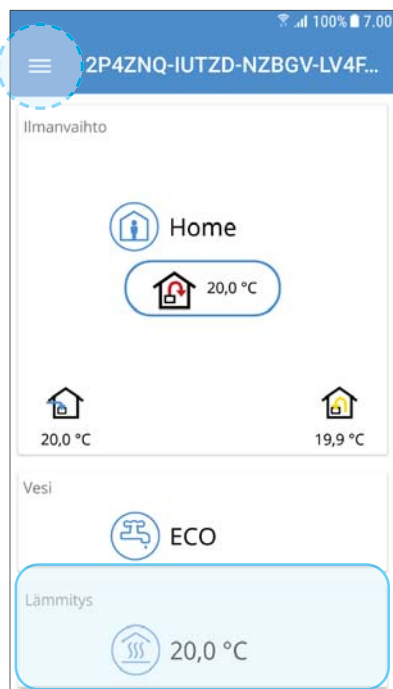 100% 7.00
2P4ZNQ-IUTZD-NZBGV-LV4F...
Ilmanvaihto
Home
20,0 °C
20,0 °C 19,9 °C
Vesi
ECO
Lämmitys
20,0 °C